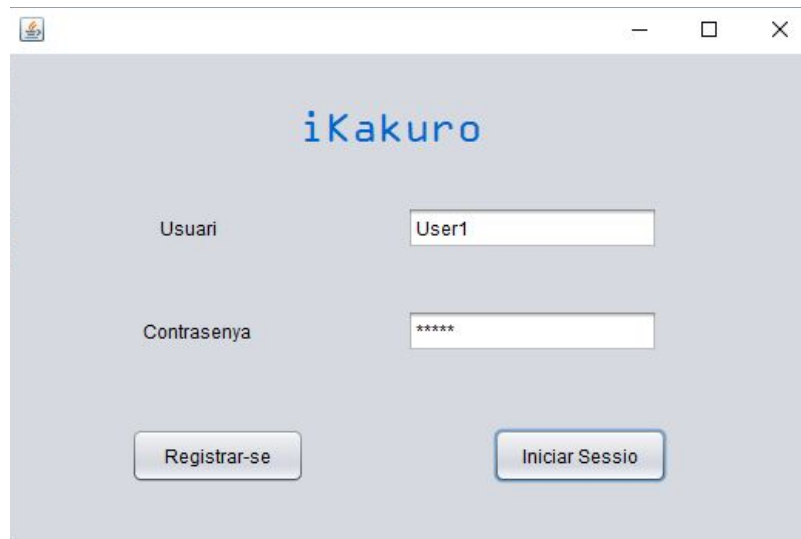 iKakuro
Usuari User1
Contrasenya *****
Registrar-se Iniciar Sessio